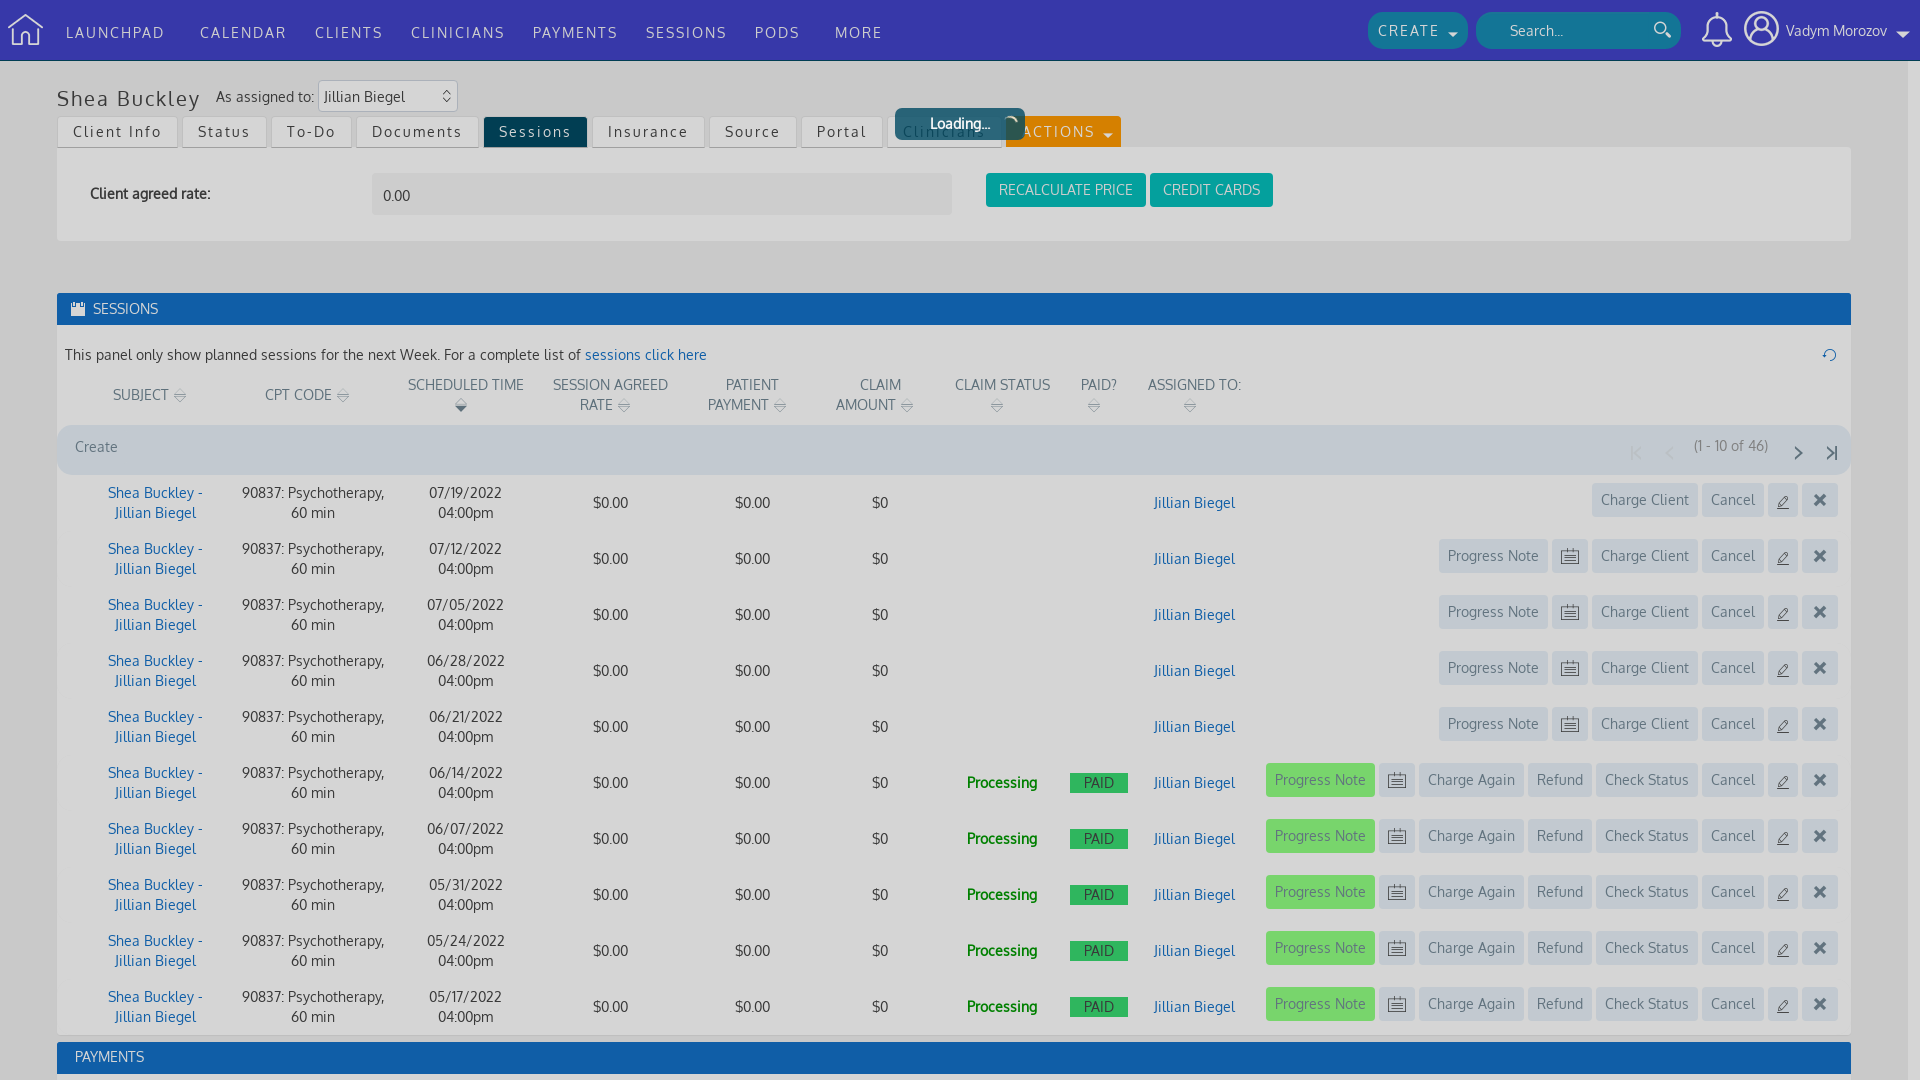 LAUNCHPAD CALENDAR CLIENTS CLINICIANS PAYMENTS SESSIONS PODS MORE CREATE Search... Vadym Morozov
Shea Buckley As assigned to: Jillian Biegel
Loading...
Client Info Status To-Do Documents Sessions Insurance Source Portal Clinicians ACTIONS
Client agreed rate: 0.00 RECALCULATE PRICE CREDIT CARDS
SESSIONS
This panel only show planned sessions for the next Week. For a complete list of sessions click here
SUBJECT CPT CODE SCHEDULED TIME SESSION AGREED RATE PATIENT PAYMENT CLAIM AMOUNT CLAIM STATUS PAID? ASSIGNED TO:
Create (1 - 10 of 46)
Shea Buckley - 90837: Psychotherapy, 07/19/2022
Jillian Biegel 60 min 04:00pm $0.00 $0.00 $0 Jillian Biegel Charge Client Cancel
Shea Buckley - 90837: Psychotherapy, 07/12/2022
Jillian Biegel 60 min 04:00pm $0.00 $0.00 $0 Jillian Biegel Progress Note Charge Client Cancel
Shea Buckley - 90837: Psychotherapy, 07/05/2022
Jillian Biegel 60 min 04:00pm $0.00 $0.00 $0 Jillian Biegel Progress Note Charge Client Cancel
Shea Buckley - 90837: Psychotherapy, 06/28/2022
Jillian Biegel 60 min 04:00pm $0.00 $0.00 $0 Jillian Biegel Progress Note Charge Client Cancel
Shea Buckley - 90837: Psychotherapy, 06/21/2022
Jillian Biegel 60 min 04:00pm $0.00 $0.00 $0 Jillian Biegel Progress Note Charge Client Cancel
Shea Buckley - 90837: Psychotherapy, 06/14/2022
Jillian Biegel 60 min 04:00pm $0.00 $0.00 $0 Processing PAID Jillian Biegel Progress Note Charge Again Refund Check Status Cancel
Shea Buckley - 90837: Psychotherapy, 06/07/2022
Jillian Biegel 60 min 04:00pm $0.00 $0.00 $0 Processing PAID Jillian Biegel Progress Note Charge Again Refund Check Status Cancel
Shea Buckley - 90837: Psychotherapy, 05/31/2022
Jillian Biegel 60 min 04:00pm $0.00 $0.00 $0 Processing PAID Jillian Biegel Progress Note Charge Again Refund Check Status Cancel
Shea Buckley - 90837: Psychotherapy, 05/24/2022
Jillian Biegel 60 min 04:00pm $0.00 $0.00 $0 Processing PAID Jillian Biegel Progress Note Charge Again Refund Check Status Cancel
Shea Buckley - 90837: Psychotherapy, 05/17/2022
Jillian Biegel 60 min 04:00pm $0.00 $0.00 $0 Processing PAID Jillian Biegel Progress Note Charge Again Refund Check Status Cancel
PAYMENTS